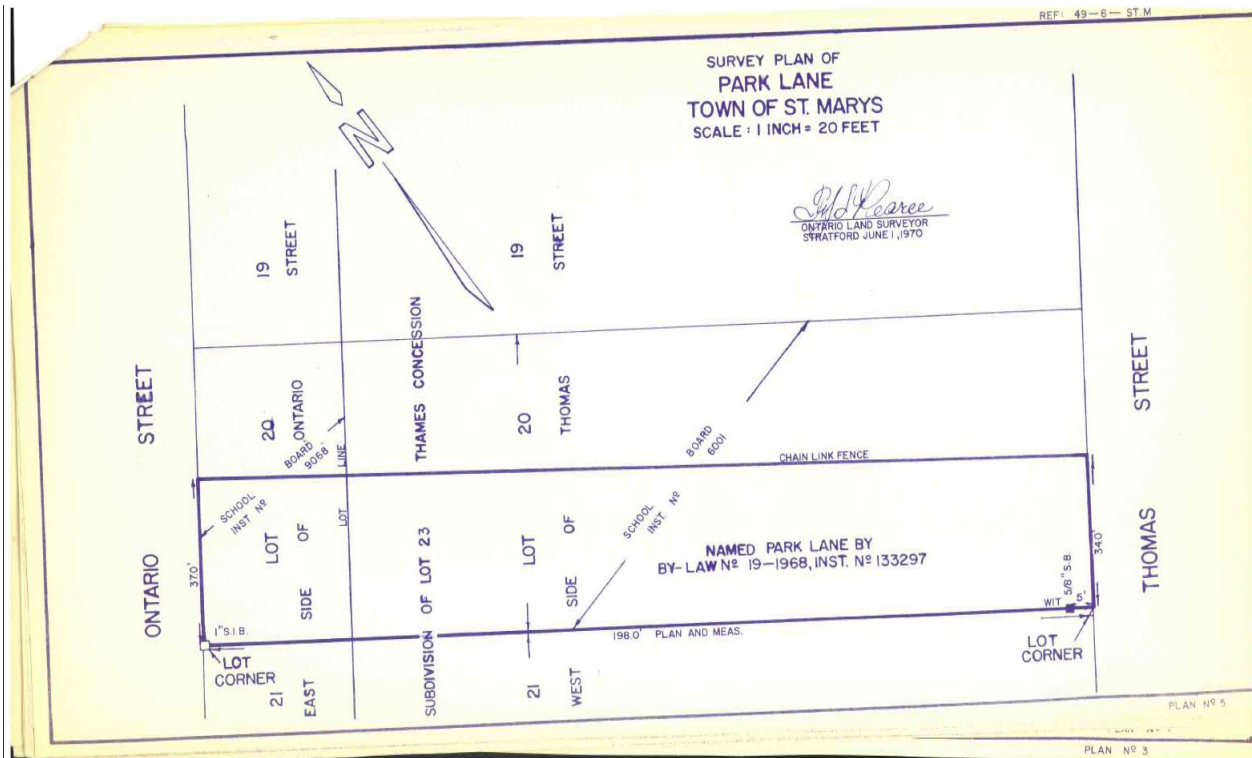 REF: 49-6-ST.M
SURVEY PLAN OF
PARK LANE
TOWN OF ST. MARYS
SCALE : 1 INCH = 20 FEET
ONTARIO LAND SURVEYOR
STRATFORD JUNE 1, 1970
N
19
STREET
19
STREET
ONTARIO STREET
THOMAS STREET
20
ONTARIO
20
THOMAS
THAMES CONCESSION
SUBDIVISION OF LOT 23
BOARD
9068
BOARD
6001
LOT LINE
CHAIN LINK FENCE
SCHOOL
INST. Nº
SCHOOL
INST. Nº
LOT
SIDE OF
LOT
SIDE OF
NAMED PARK LANE BY
BY-LAW Nº 19-1968, INST. Nº 133297
37.0'
34.0'
5/8" S.B.
WIT 5'
1" S.I.B.
198.0' PLAN AND MEAS.
LOT
CORNER
LOT
CORNER
21
EAST
21
WEST
PLAN Nº 5
PLAN Nº 3